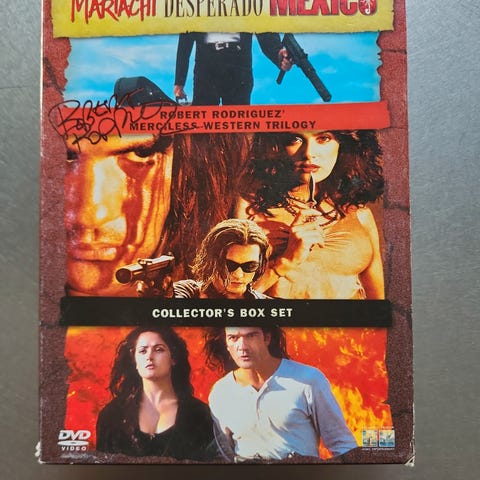 MARIACHI DESPERADO MEXICO
ROBERT RODRIGUEZ'
MERCILESS WESTERN TRILOGY
COLLECTOR'S BOX SET
DVD
VIDEO